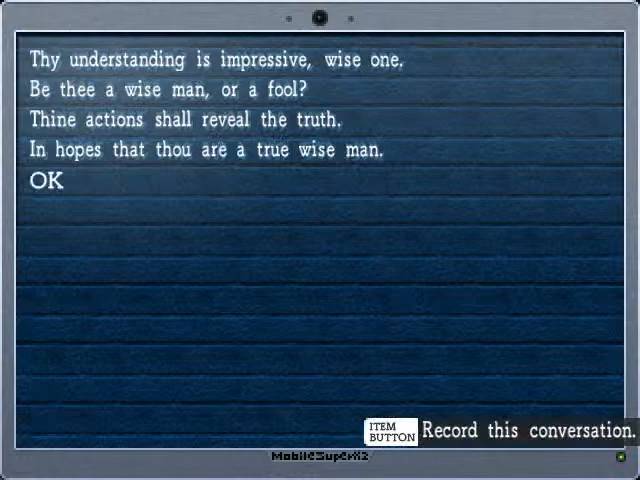 Thy understanding is impressive, wise one.
Be thee a wise man, or a fool?
Thine actions shall reveal the truth.
In hopes that thou are a true wise man.
OK
ITEM
BUTTON
Record this conversation.
MobileSuperX2